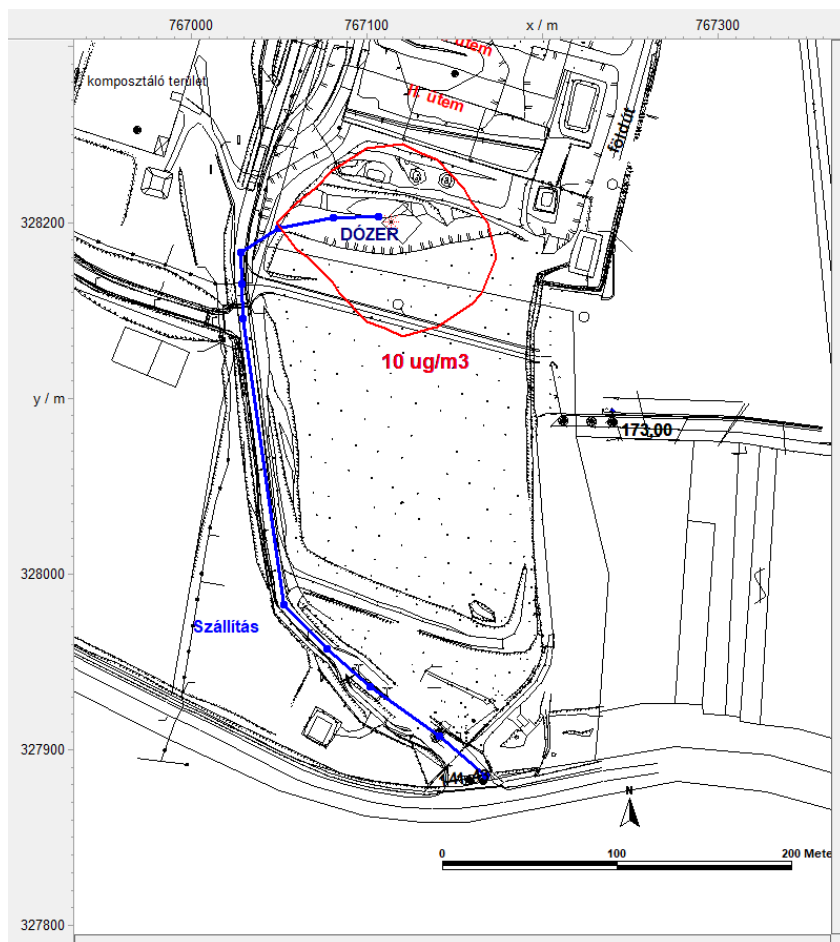 767000 767100 x / m 767300
ütem
komposztáló terület
II. ütem
földút
328200
DÓZER
10 ug/m3
y / m
173,00
328000
Szállítás
327900
N
0 100 200 Mete
327800